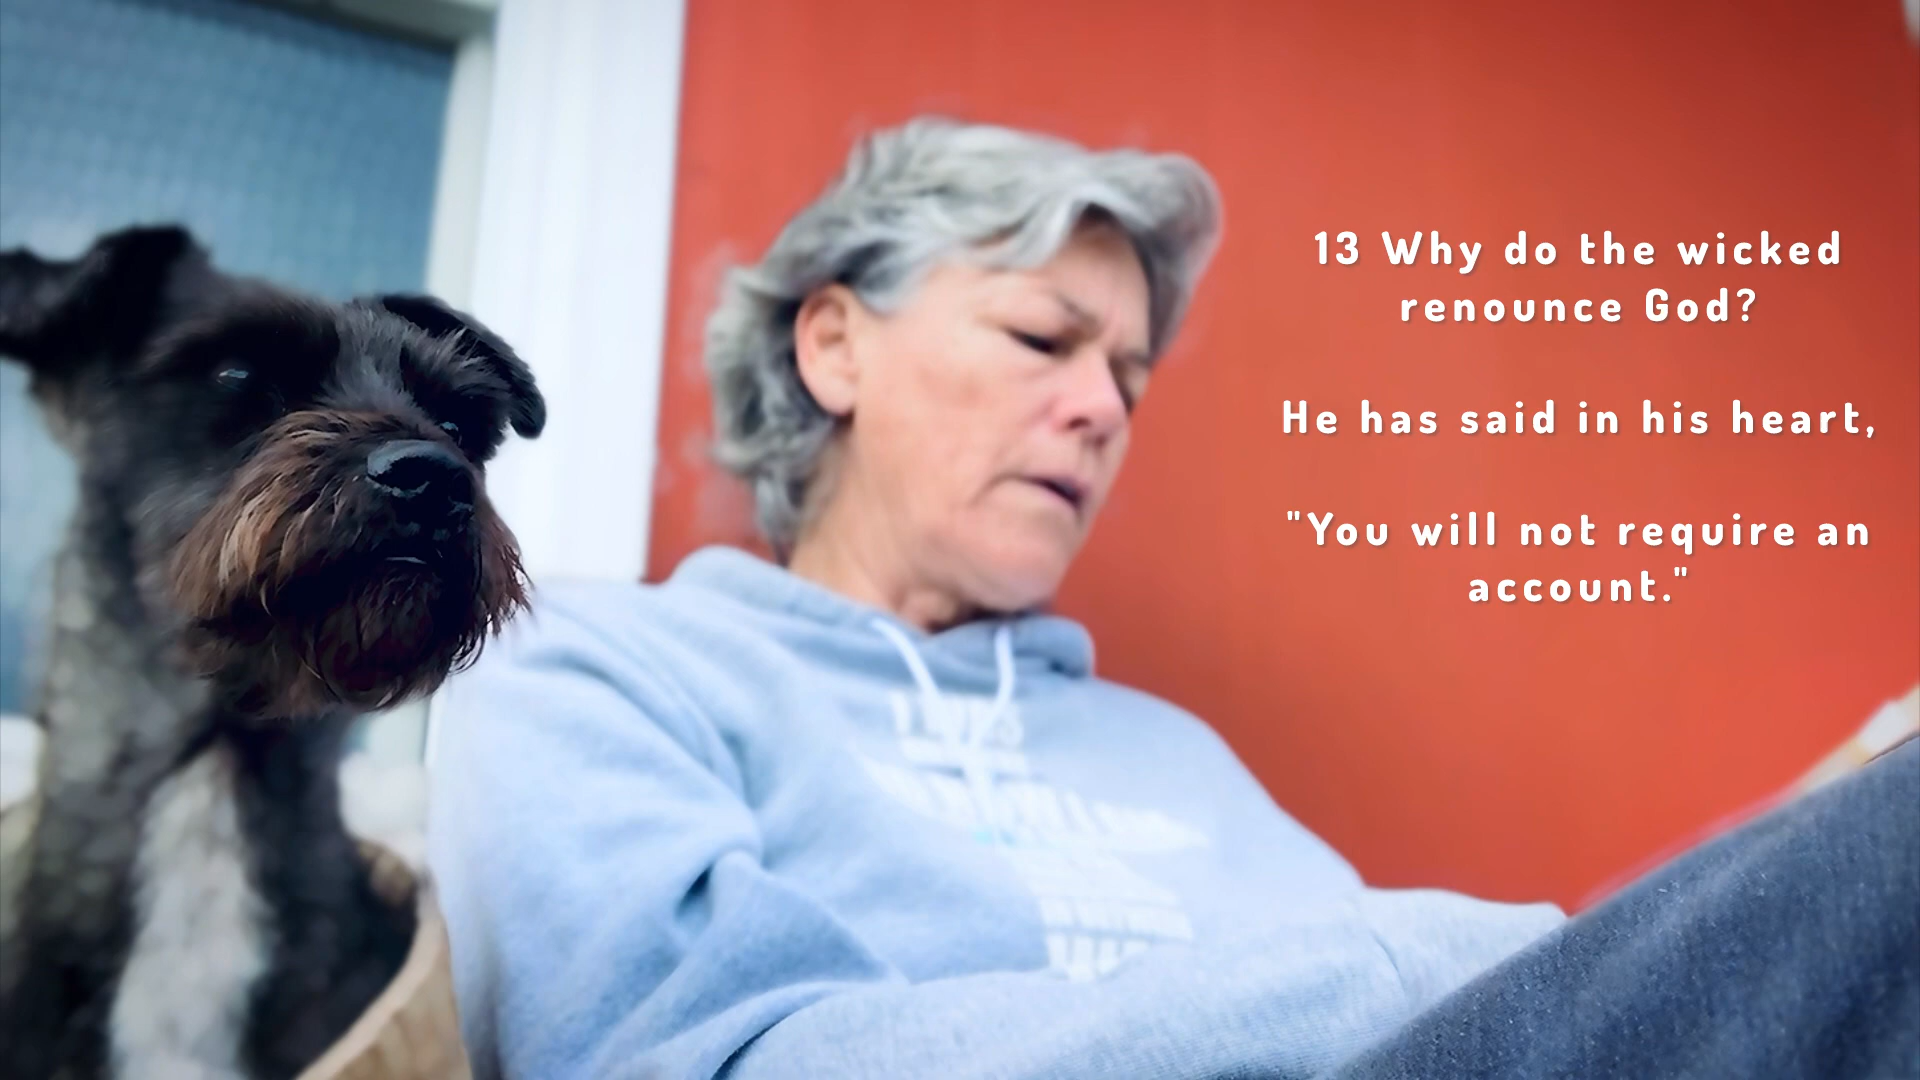 13 Why do the wicked
renounce God?
He has said in his heart,
"You will not require an
account."